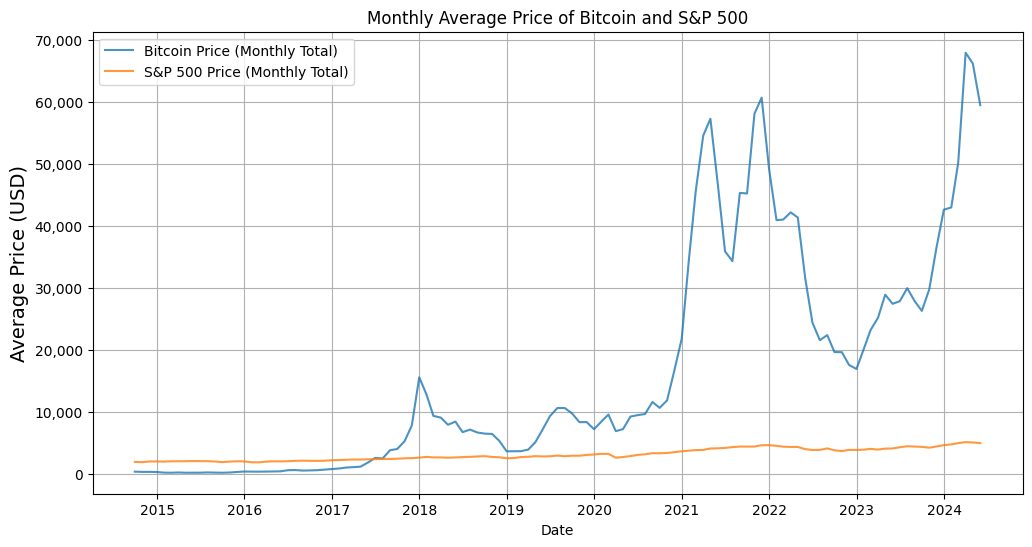 Monthly Average Price of Bitcoin and S&P 500
Bitcoin Price (Monthly Total)
S&P 500 Price (Monthly Total)
Average Price (USD)
70,000
60,000
50,000
40,000
30,000
20,000
10,000
0
2015 2016 2017 2018 2019 2020 2021 2022 2023 2024
Date